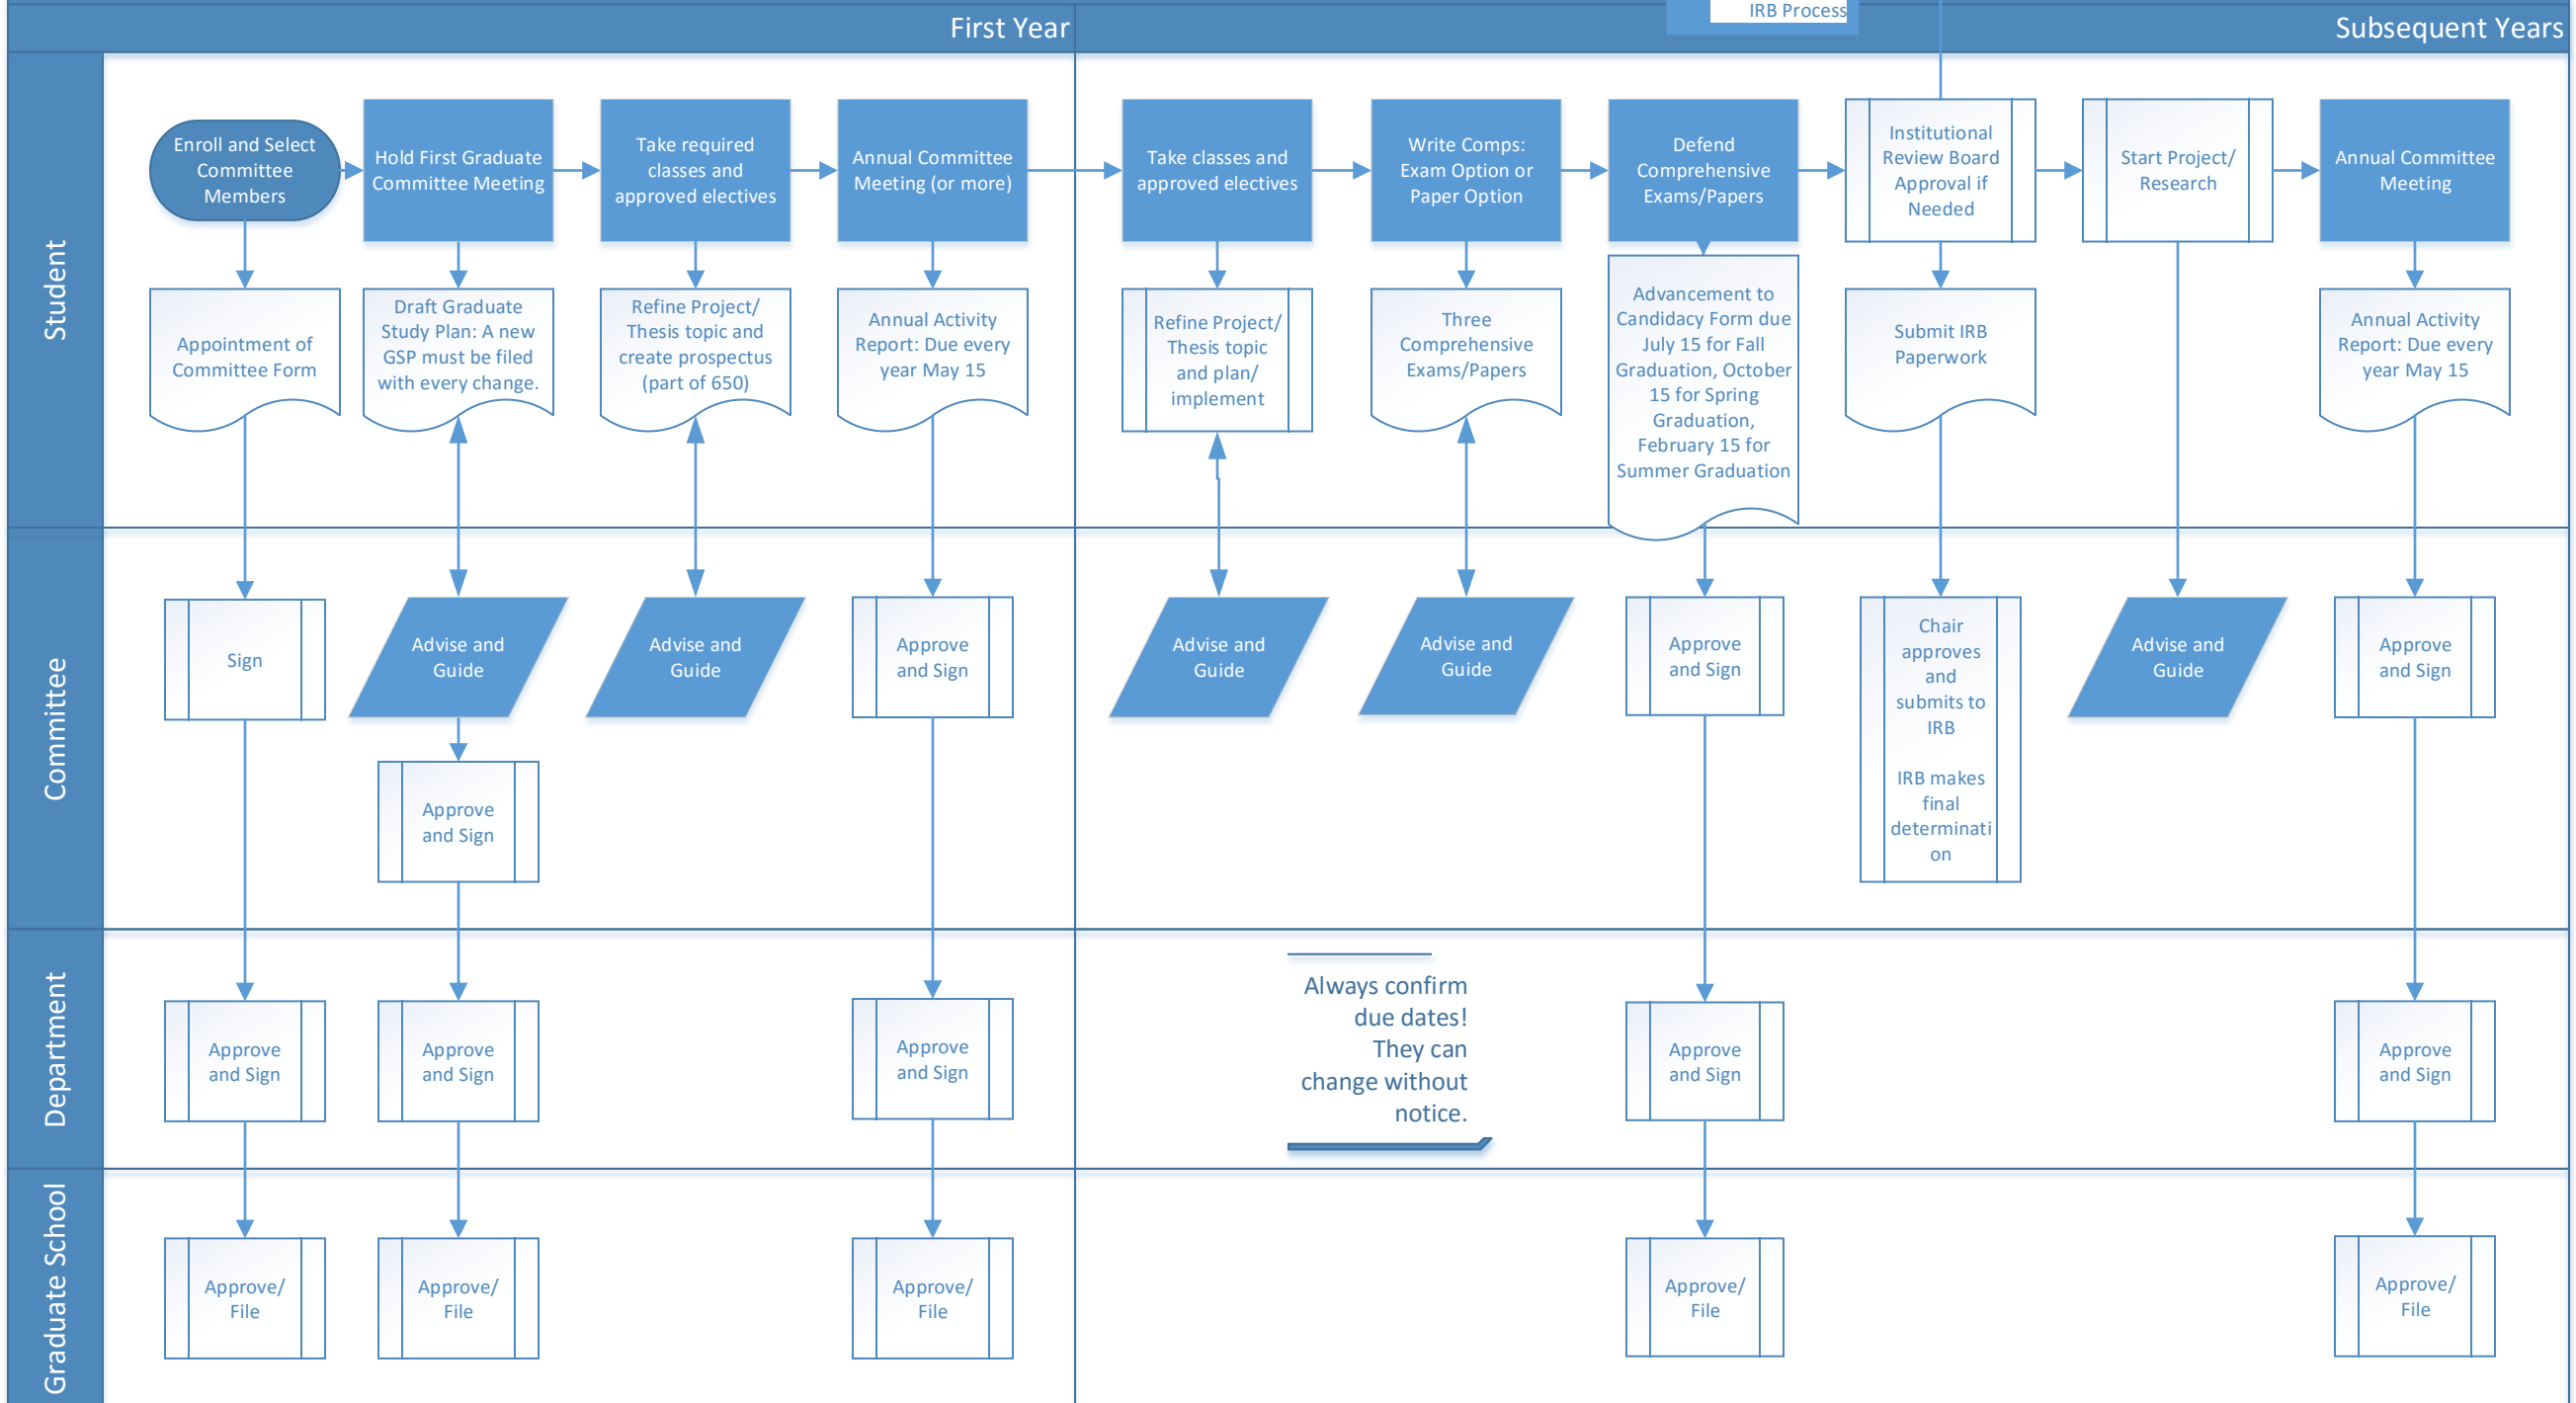 IRB Process
First Year
Subsequent Years
Student
Enroll and Select
Committee
Members
Hold First Graduate
Committee Meeting
Take required
classes and
approved electives
Annual Committee
Meeting (or more)
Take classes and
approved electives
Write Comps:
Exam Option or
Paper Option
Defend
Comprehensive
Exams/Papers
Institutional
Review Board
Approval if
Needed
Start Project/
Research
Annual Committee
Meeting
Appointment of
Committee Form
Draft Graduate
Study Plan: A new
GSP must be filed
with every change.
Refine Project/
Thesis topic and
create prospectus
(part of 650)
Annual Activity
Report: Due every
year May 15
Refine Project/
Thesis topic
and plan/
implement
Three
Comprehensive
Exams/Papers
Advancement to
Candidacy Form due
July 15 for Fall
Graduation, October
15 for Spring
Graduation,
February 15 for
Summer Graduation
Submit IRB
Paperwork
Annual Activity
Report: Due every
year May 15
Committee
Sign
Advise and
Guide
Advise and
Guide
Approve
and Sign
Advise and
Guide
Advise and
Guide
Approve
and Sign
Chair
approves
and
submits to
IRB
IRB makes
final
determinati
on
Advise and
Guide
Approve
and Sign
Approve
and Sign
Department
Approve
and Sign
Approve
and Sign
Approve
and Sign
Always confirm
due dates!
They can
change without
notice.
Approve
and Sign
Approve
and Sign
Graduate School
Approve/
File
Approve/
File
Approve/
File
Approve/
File
Approve/
File